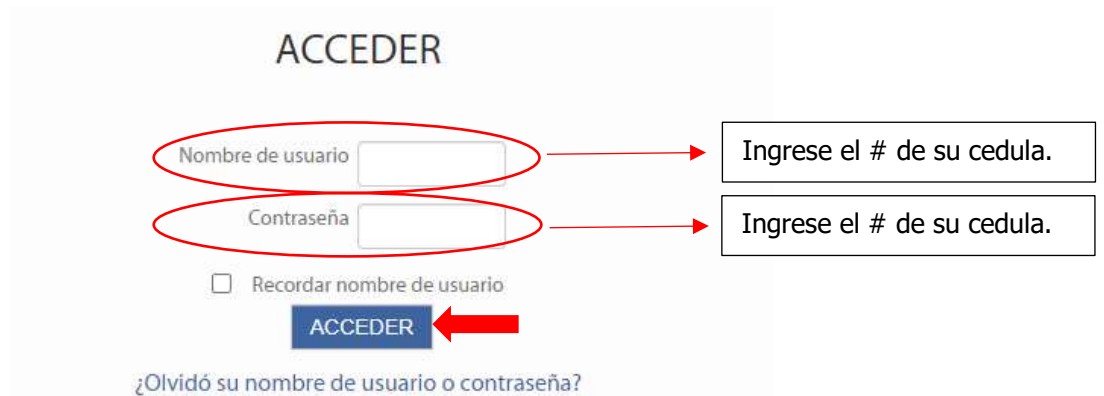 ACCEDER
Nombre de usuario
Ingrese el # de su cedula.
Contraseña
Ingrese el # de su cedula.
Recordar nombre de usuario
ACCEDER
¿Olvidó su nombre de usuario o contraseña?